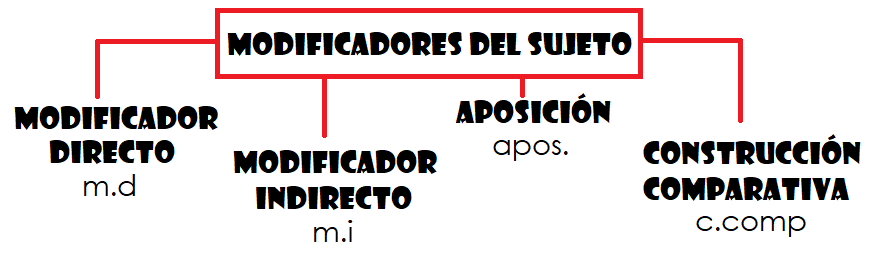 MODIFICADORES DEL SUJETO
MODIFICADOR
DIRECTO
m.d
MODIFICADOR
INDIRECTO
m.i
APOSICIÓN
apos.
CONSTRUCCIÓN
COMPARATIVA
c.comp